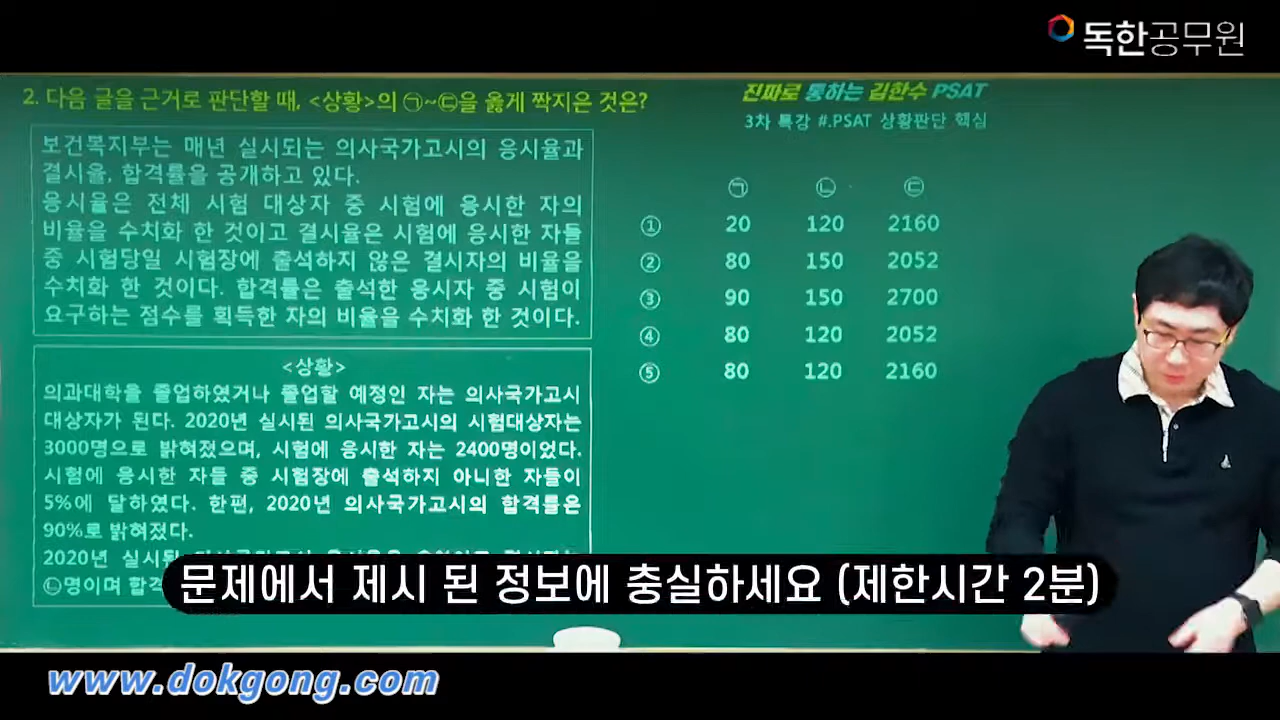 독한공무원
2. 다음 글을 근거로 판단할 때, <상황>의 ㉠~㉢을 옳게 짝지은 것은?
진짜로 통하는 김한수 PSAT
3차 특강 #.PSAT 상황판단 핵심
보건복지부는 매년 실시되는 의사국가고시의 응시율과
결시율, 합격률을 공개하고 있다.
응시율은 전체 시험 대상자 중 시험에 응시한 자의
비율을 수치화 한 것이고 결시율은 시험에 응시한 자들
중 시험당일 시험장에 출석하지 않은 결시자의 비율을
수치화 한 것이다. 합격률은 출석한 응시자 중 시험이
요구하는 점수를 획득한 자의 비율을 수치화 한 것이다.
<상황>
의과대학을 졸업하였거나 졸업할 예정인 자는 의사국가고시
대상자가 된다. 2020년 실시된 의사국가고시의 시험대상자는
3000명으로 밝혀졌으며, 시험에 응시한 자는 2400명이었다.
시험에 응시한 자들 중 시험장에 출석하지 아니한 자들이
5%에 달하였다. 한편, 2020년 의사국가고시의 합격률은
90%로 밝혀졌다.
2020년 실시된
㉡명이며 합격
㉠ ㉡ ㉢
① 20 120 2160
② 80 150 2052
③ 90 150 2700
④ 80 120 2052
⑤ 80 120 2160
문제에서 제시 된 정보에 충실하세요 (제한시간 2분)
www.dokgong.com